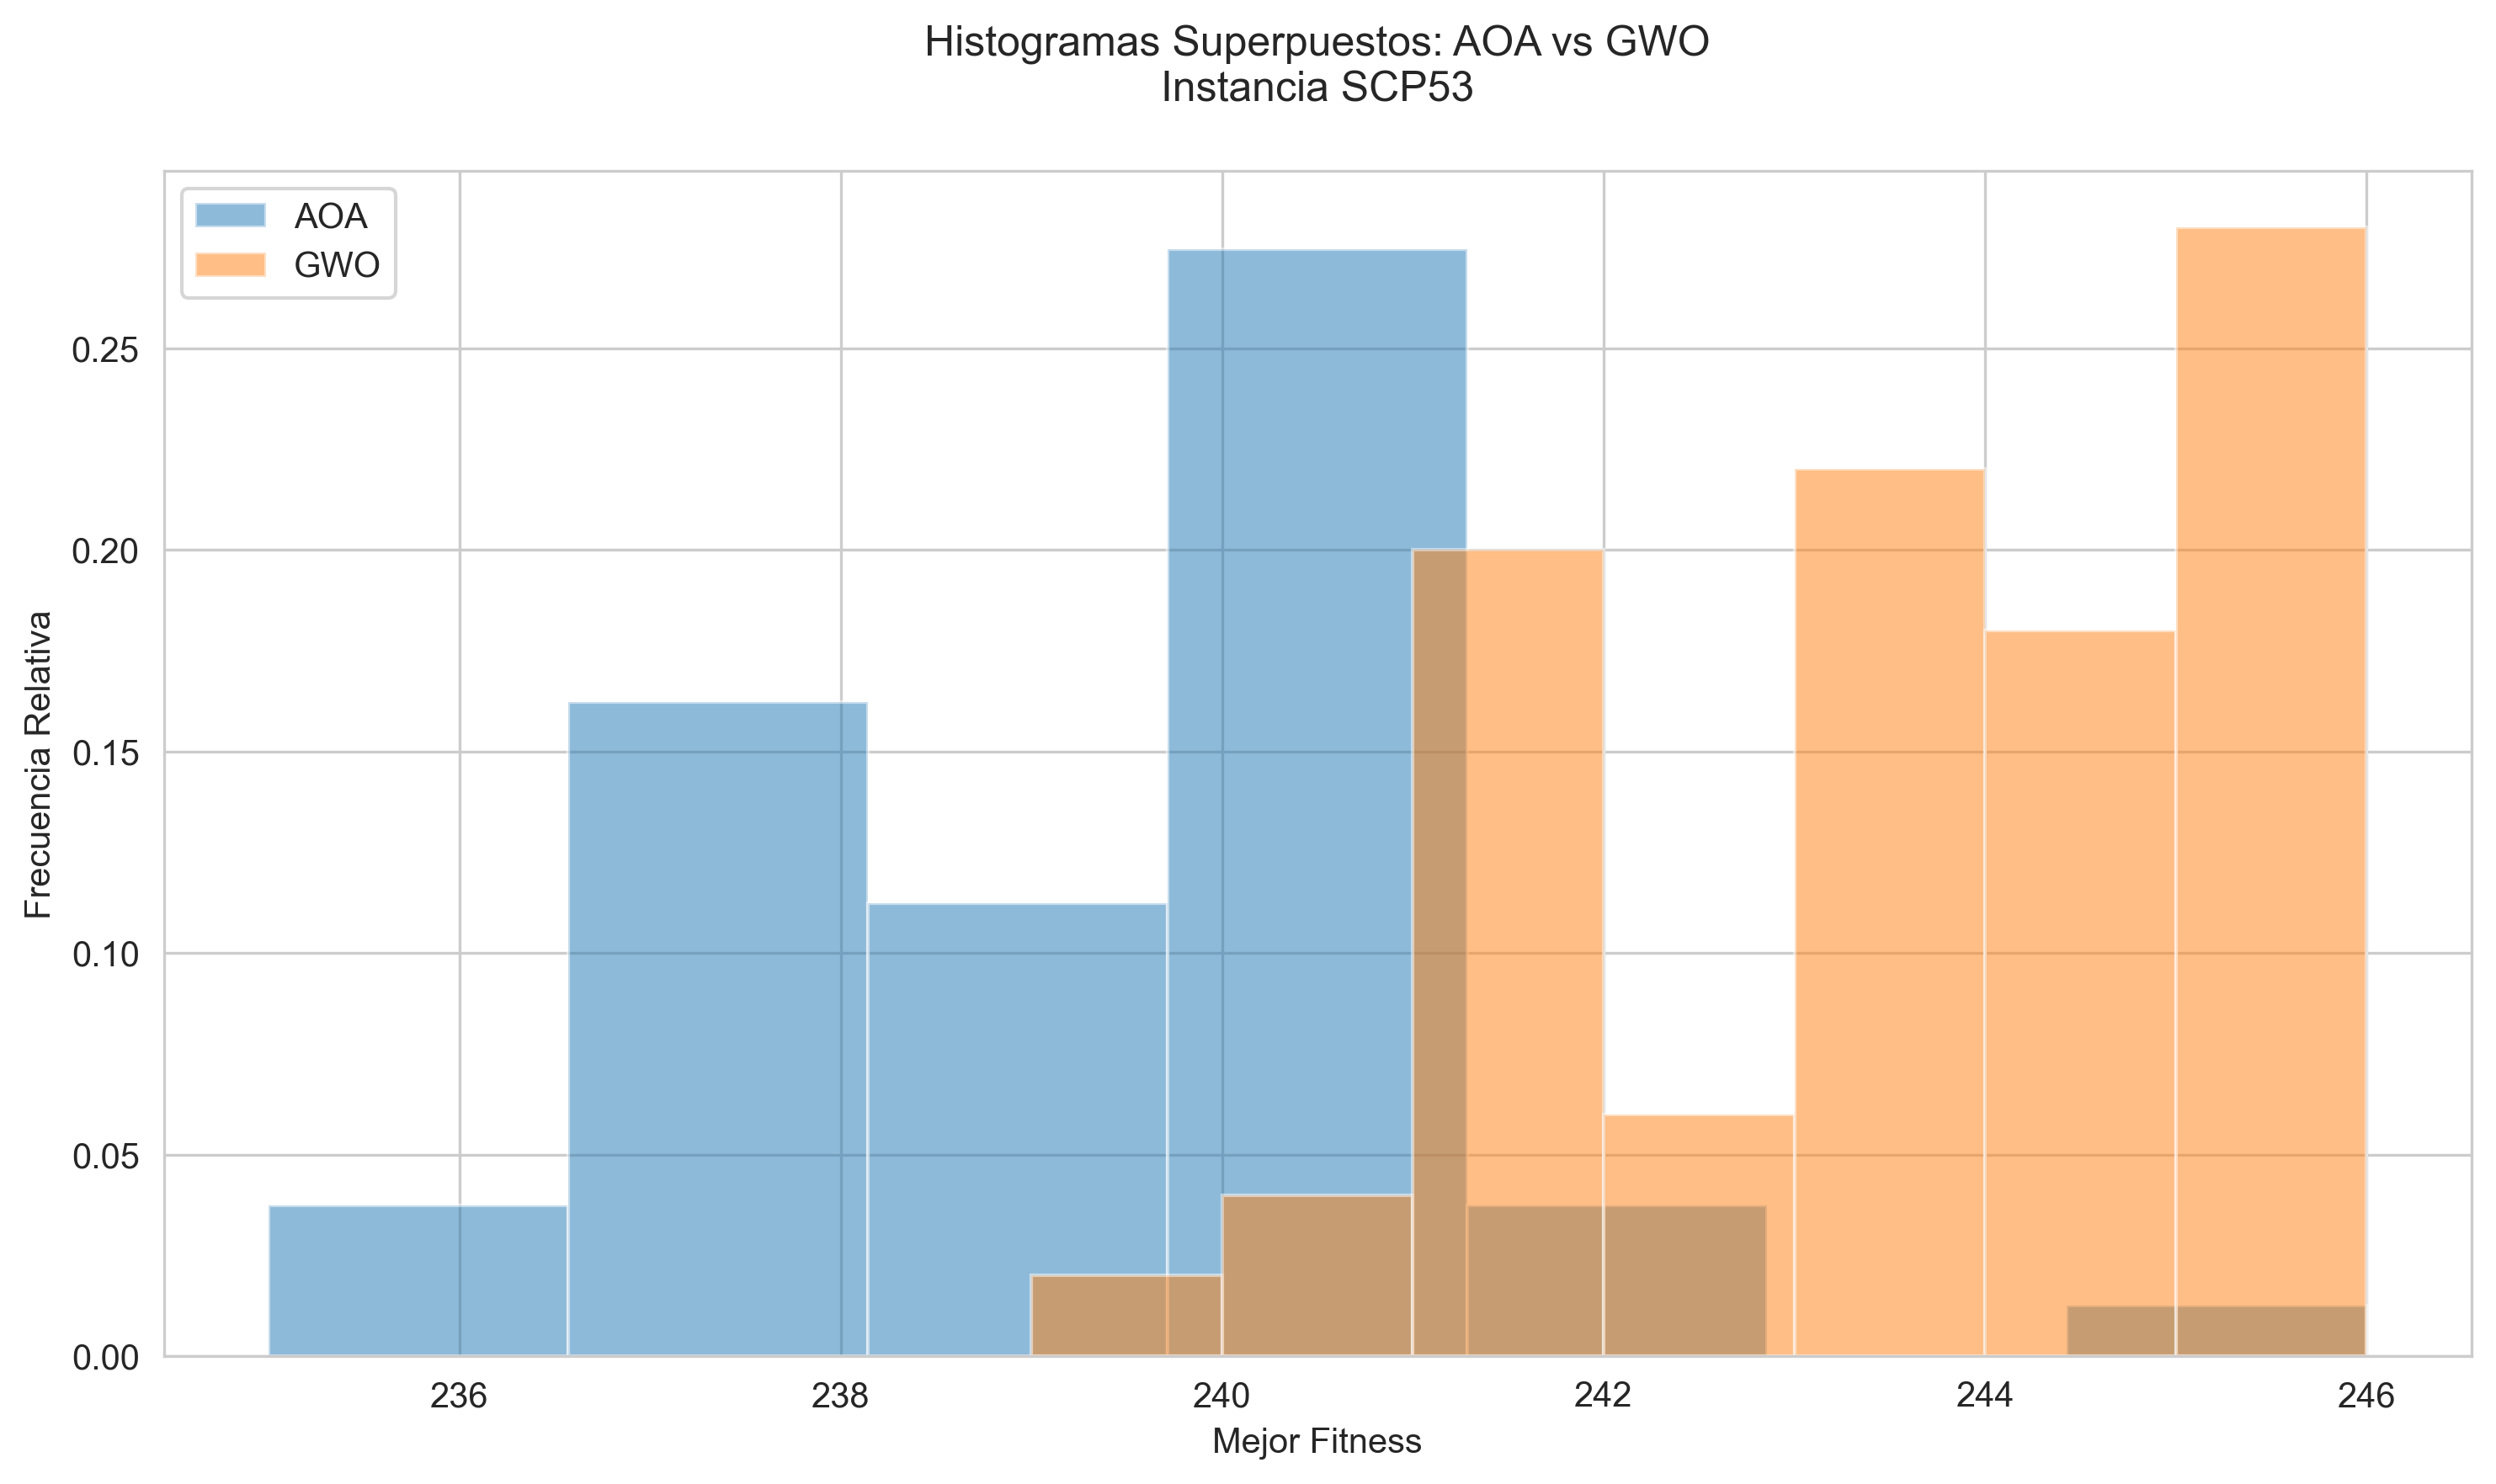 Histogramas Superpuestos: AOA vs GWO
Instancia SCP53
AOA
GWO
0.25
0.20
0.15
0.10
0.05
0.00
Frecuencia Relativa
236 238 240 242 244 246
Mejor Fitness